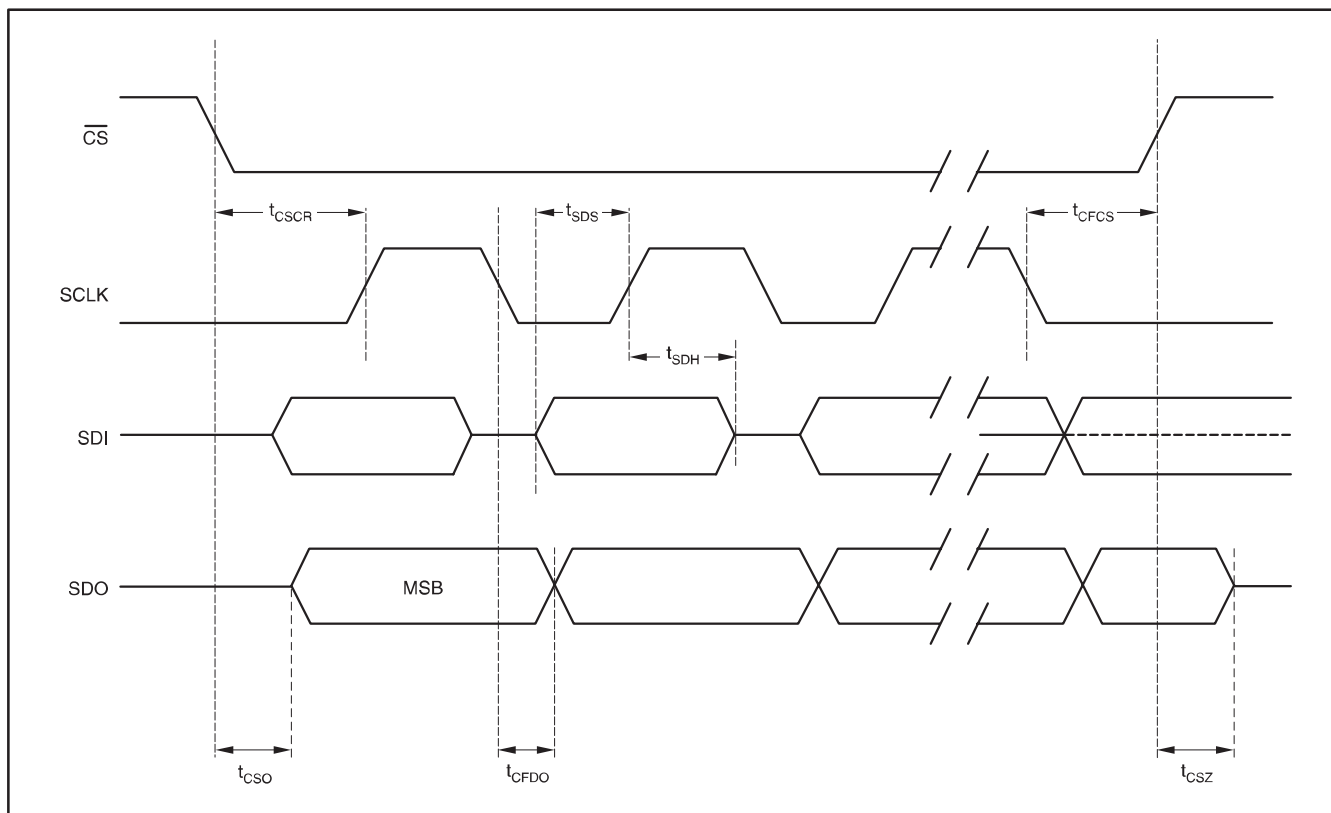 CS
tCSCR
tSDS
tCFCS
SCLK
tSDH
SDI
SDO
MSB
tCSO
tCFDO
tCSZ